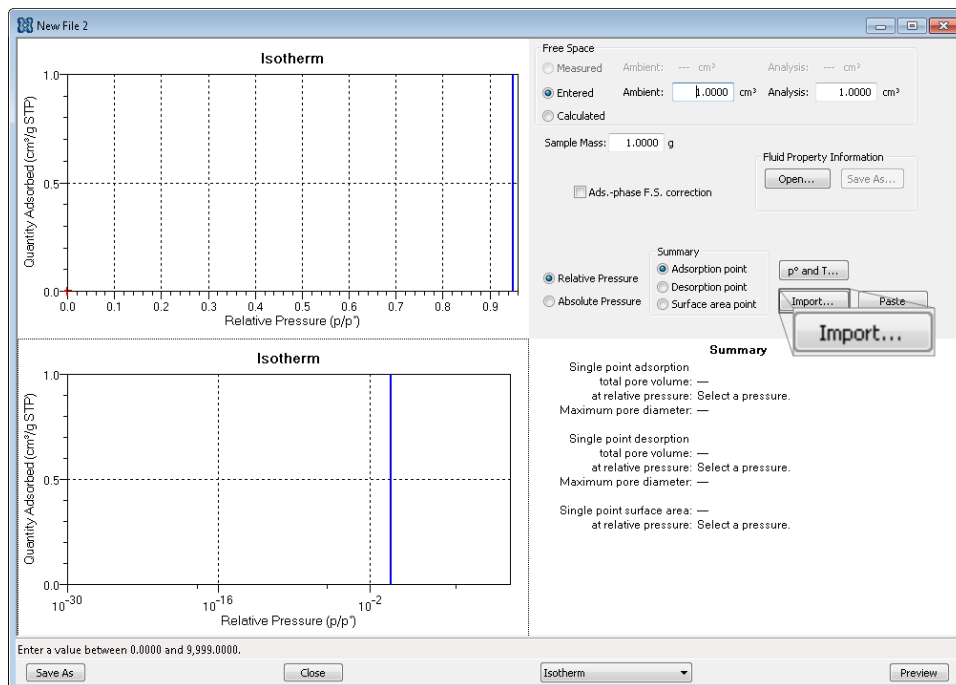 New File 2
Isotherm
1.0
0.5
0.0
Quantity Adsorbed (cm³/g STP)
0.0 0.1 0.2 0.3 0.4 0.5 0.6 0.7 0.8 0.9
Relative Pressure (p/p°)
Free Space
Measured Ambient: --- cm³ Analysis: --- cm³
Entered Ambient: 1.0000 cm³ Analysis: 1.0000 cm³
Calculated
Sample Mass: 1.0000 g
Fluid Property Information
Open... Save As...
Ads.-phase F.S. correction
Summary
Relative Pressure
Absolute Pressure
Adsorption point
Desorption point
Surface area point
p° and T...
Import... Paste
Import...
Isotherm
1.0
0.5
0.0
Quantity Adsorbed (cm³/g STP)
10⁻³⁰ 10⁻¹⁶ 10⁻²
Relative Pressure (p/p°)
Summary
Single point adsorption
total pore volume: —
at relative pressure: Select a pressure.
Maximum pore diameter: —
Single point desorption
total pore volume: —
at relative pressure: Select a pressure.
Maximum pore diameter: —
Single point surface area: —
at relative pressure: Select a pressure.
Enter a value between 0.0000 and 9,999.0000.
Save As Close Isotherm Preview